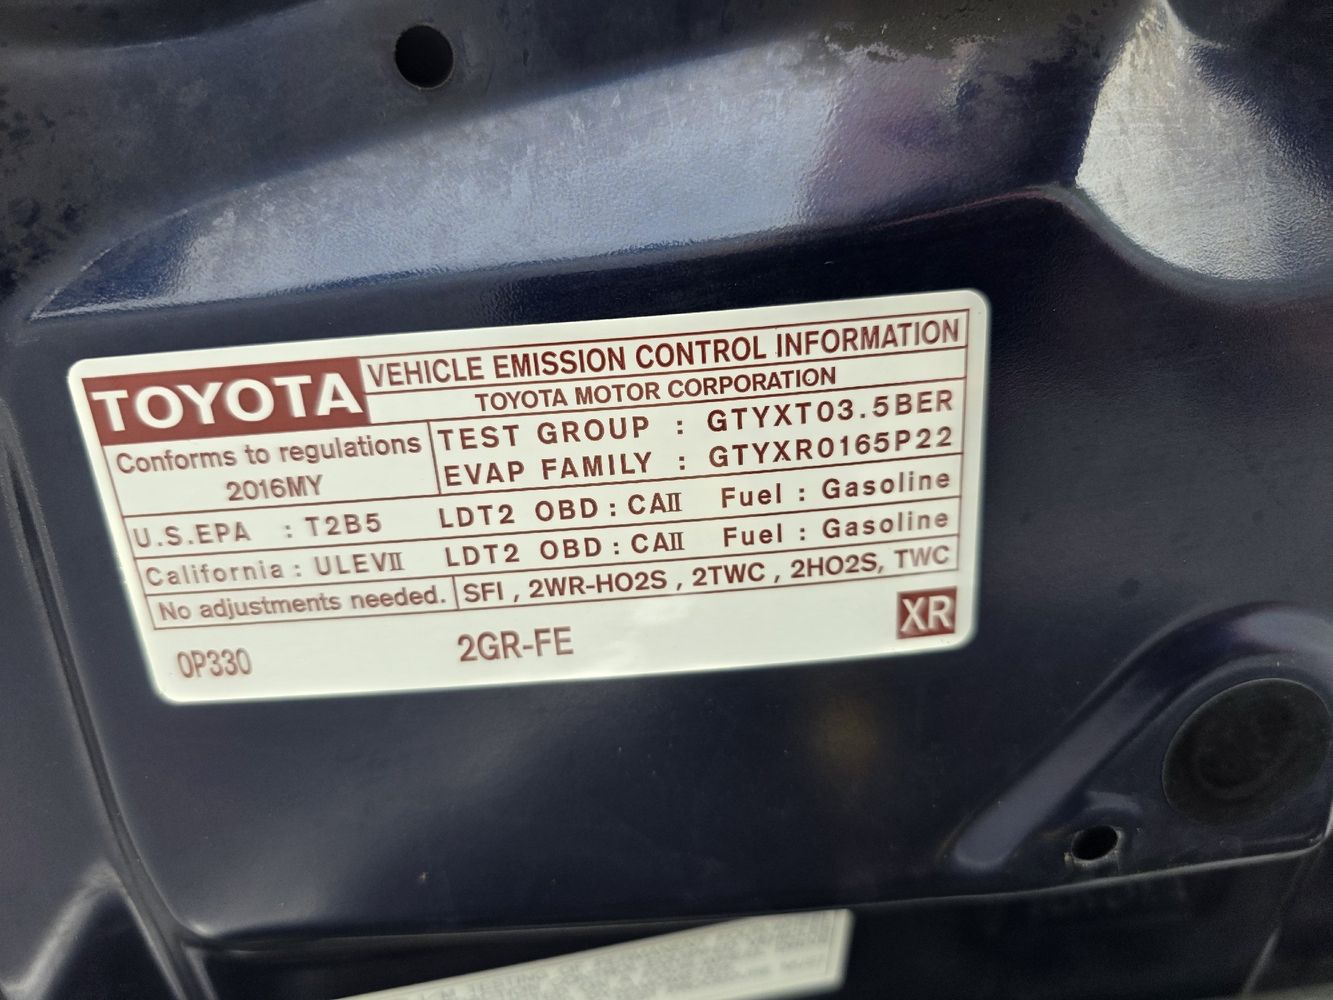 TOYOTA VEHICLE EMISSION CONTROL INFORMATION
TOYOTA MOTOR CORPORATION
Conforms to regulations
2016MY
TEST GROUP : GTYXT03.5BER
EVAP FAMILY : GTYXR0165P22
U.S.EPA : T2B5 LDT2 OBD : CAII Fuel : Gasoline
California : ULEVII LDT2 OBD : CAII Fuel : Gasoline
No adjustments needed. SFI , 2WR-HO2S , 2TWC , 2HO2S, TWC
0P330 2GR-FE XR